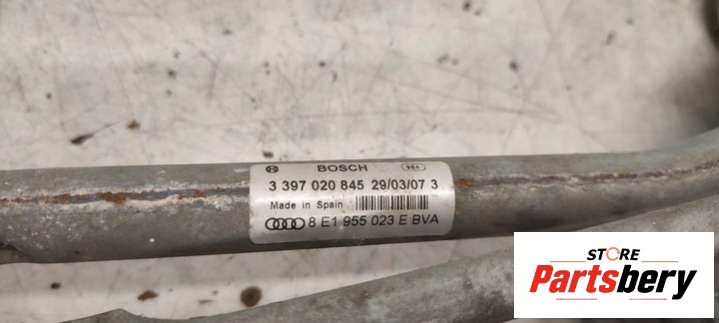 BOSCH
3 397 020 845 29/03/07 3
Made in Spain
8 E1 955 023 E BVA
STORE
Partsbery